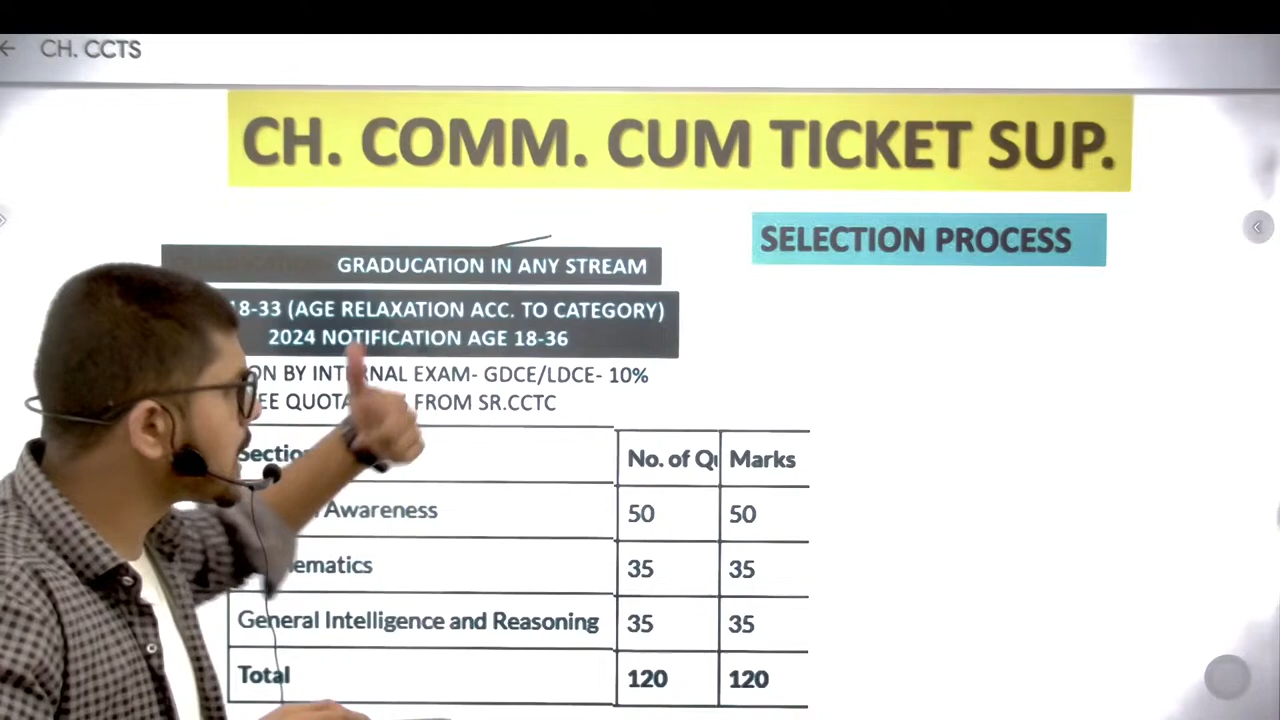 CH. CCTS
CH. COMM. CUM TICKET SUP.
SELECTION PROCESS
GRADUCATION IN ANY STREAM
18-33 (AGE RELAXATION ACC. TO CATEGORY)
2024 NOTIFICATION AGE 18-36
ON BY INTERNAL EXAM- GDCE/LDCE- 10%
EE QUOTA FROM SR.CCTC
Sectio No. of Qu Marks
Awareness 50 50
ematics 35 35
General Intelligence and Reasoning 35 35
Total 120 120